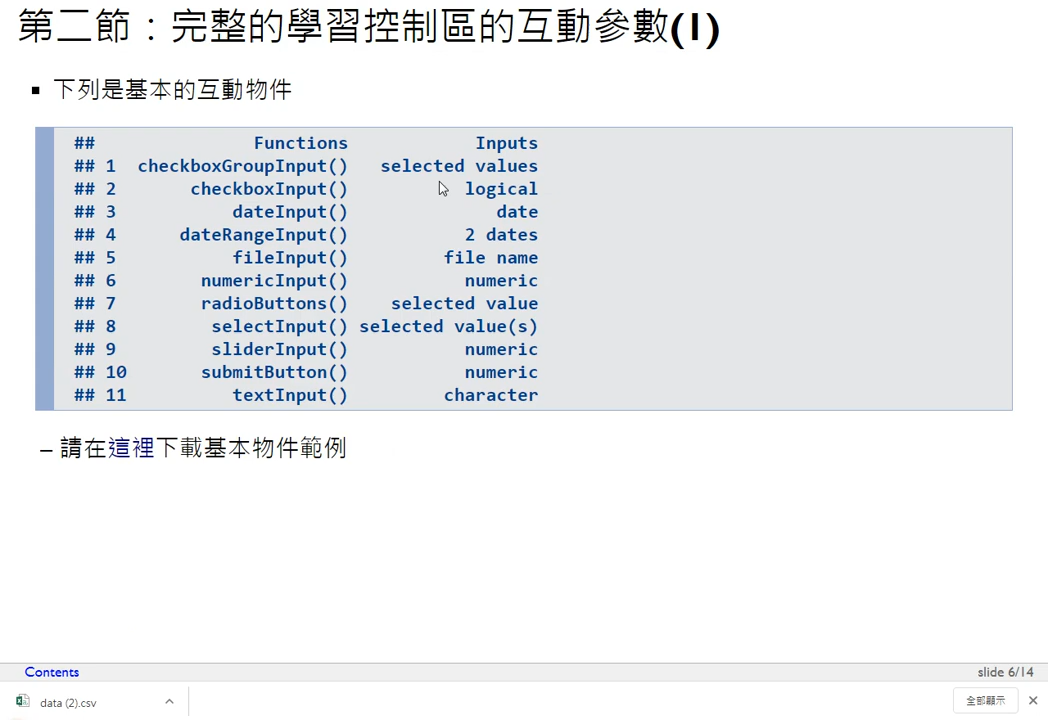 第二節：完整的學習控制區的互動參數(I)
▪ 下列是基本的互動物件
## Functions Inputs
## 1 checkboxGroupInput() selected values
## 2 checkboxInput() logical
## 3 dateInput() date
## 4 dateRangeInput() 2 dates
## 5 fileInput() file name
## 6 numericInput() numeric
## 7 radioButtons() selected value
## 8 selectInput() selected value(s)
## 9 sliderInput() numeric
## 10 submitButton() numeric
## 11 textInput() character
– 請在這裡下載基本物件範例
Contents slide 6/14
data (2).csv 全部顯示